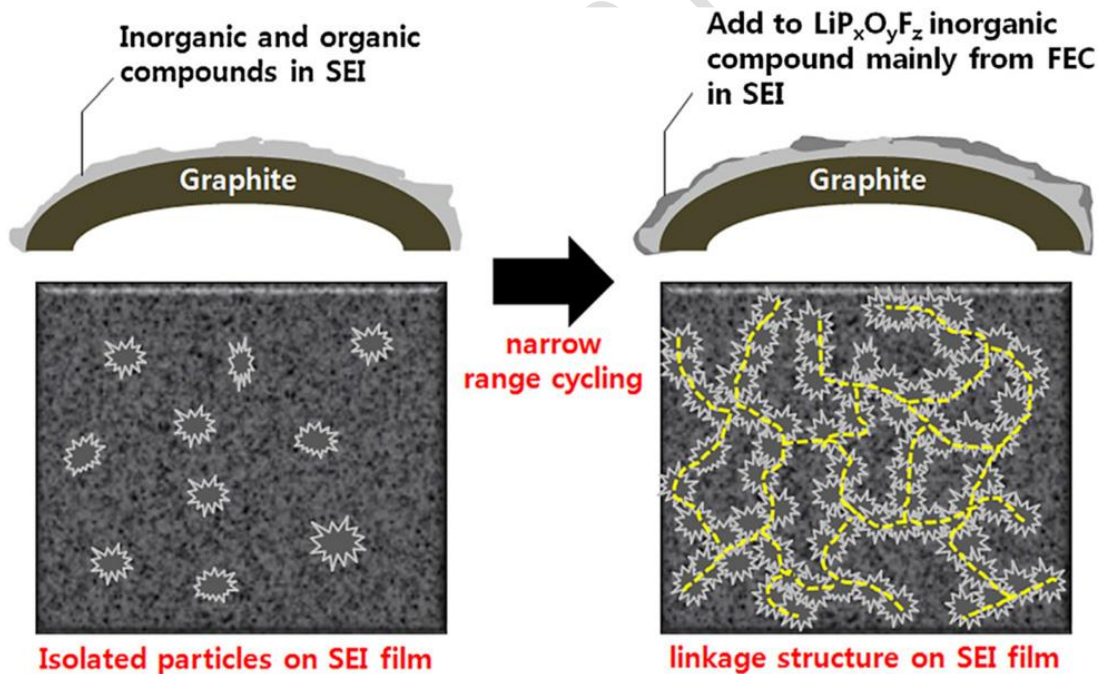 Inorganic and organic
compounds in SEI
Graphite
Add to LiPₓOᵧF_z inorganic
compound mainly from FEC
in SEI
Graphite
narrow
range cycling
Isolated particles on SEI film
linkage structure on SEI film